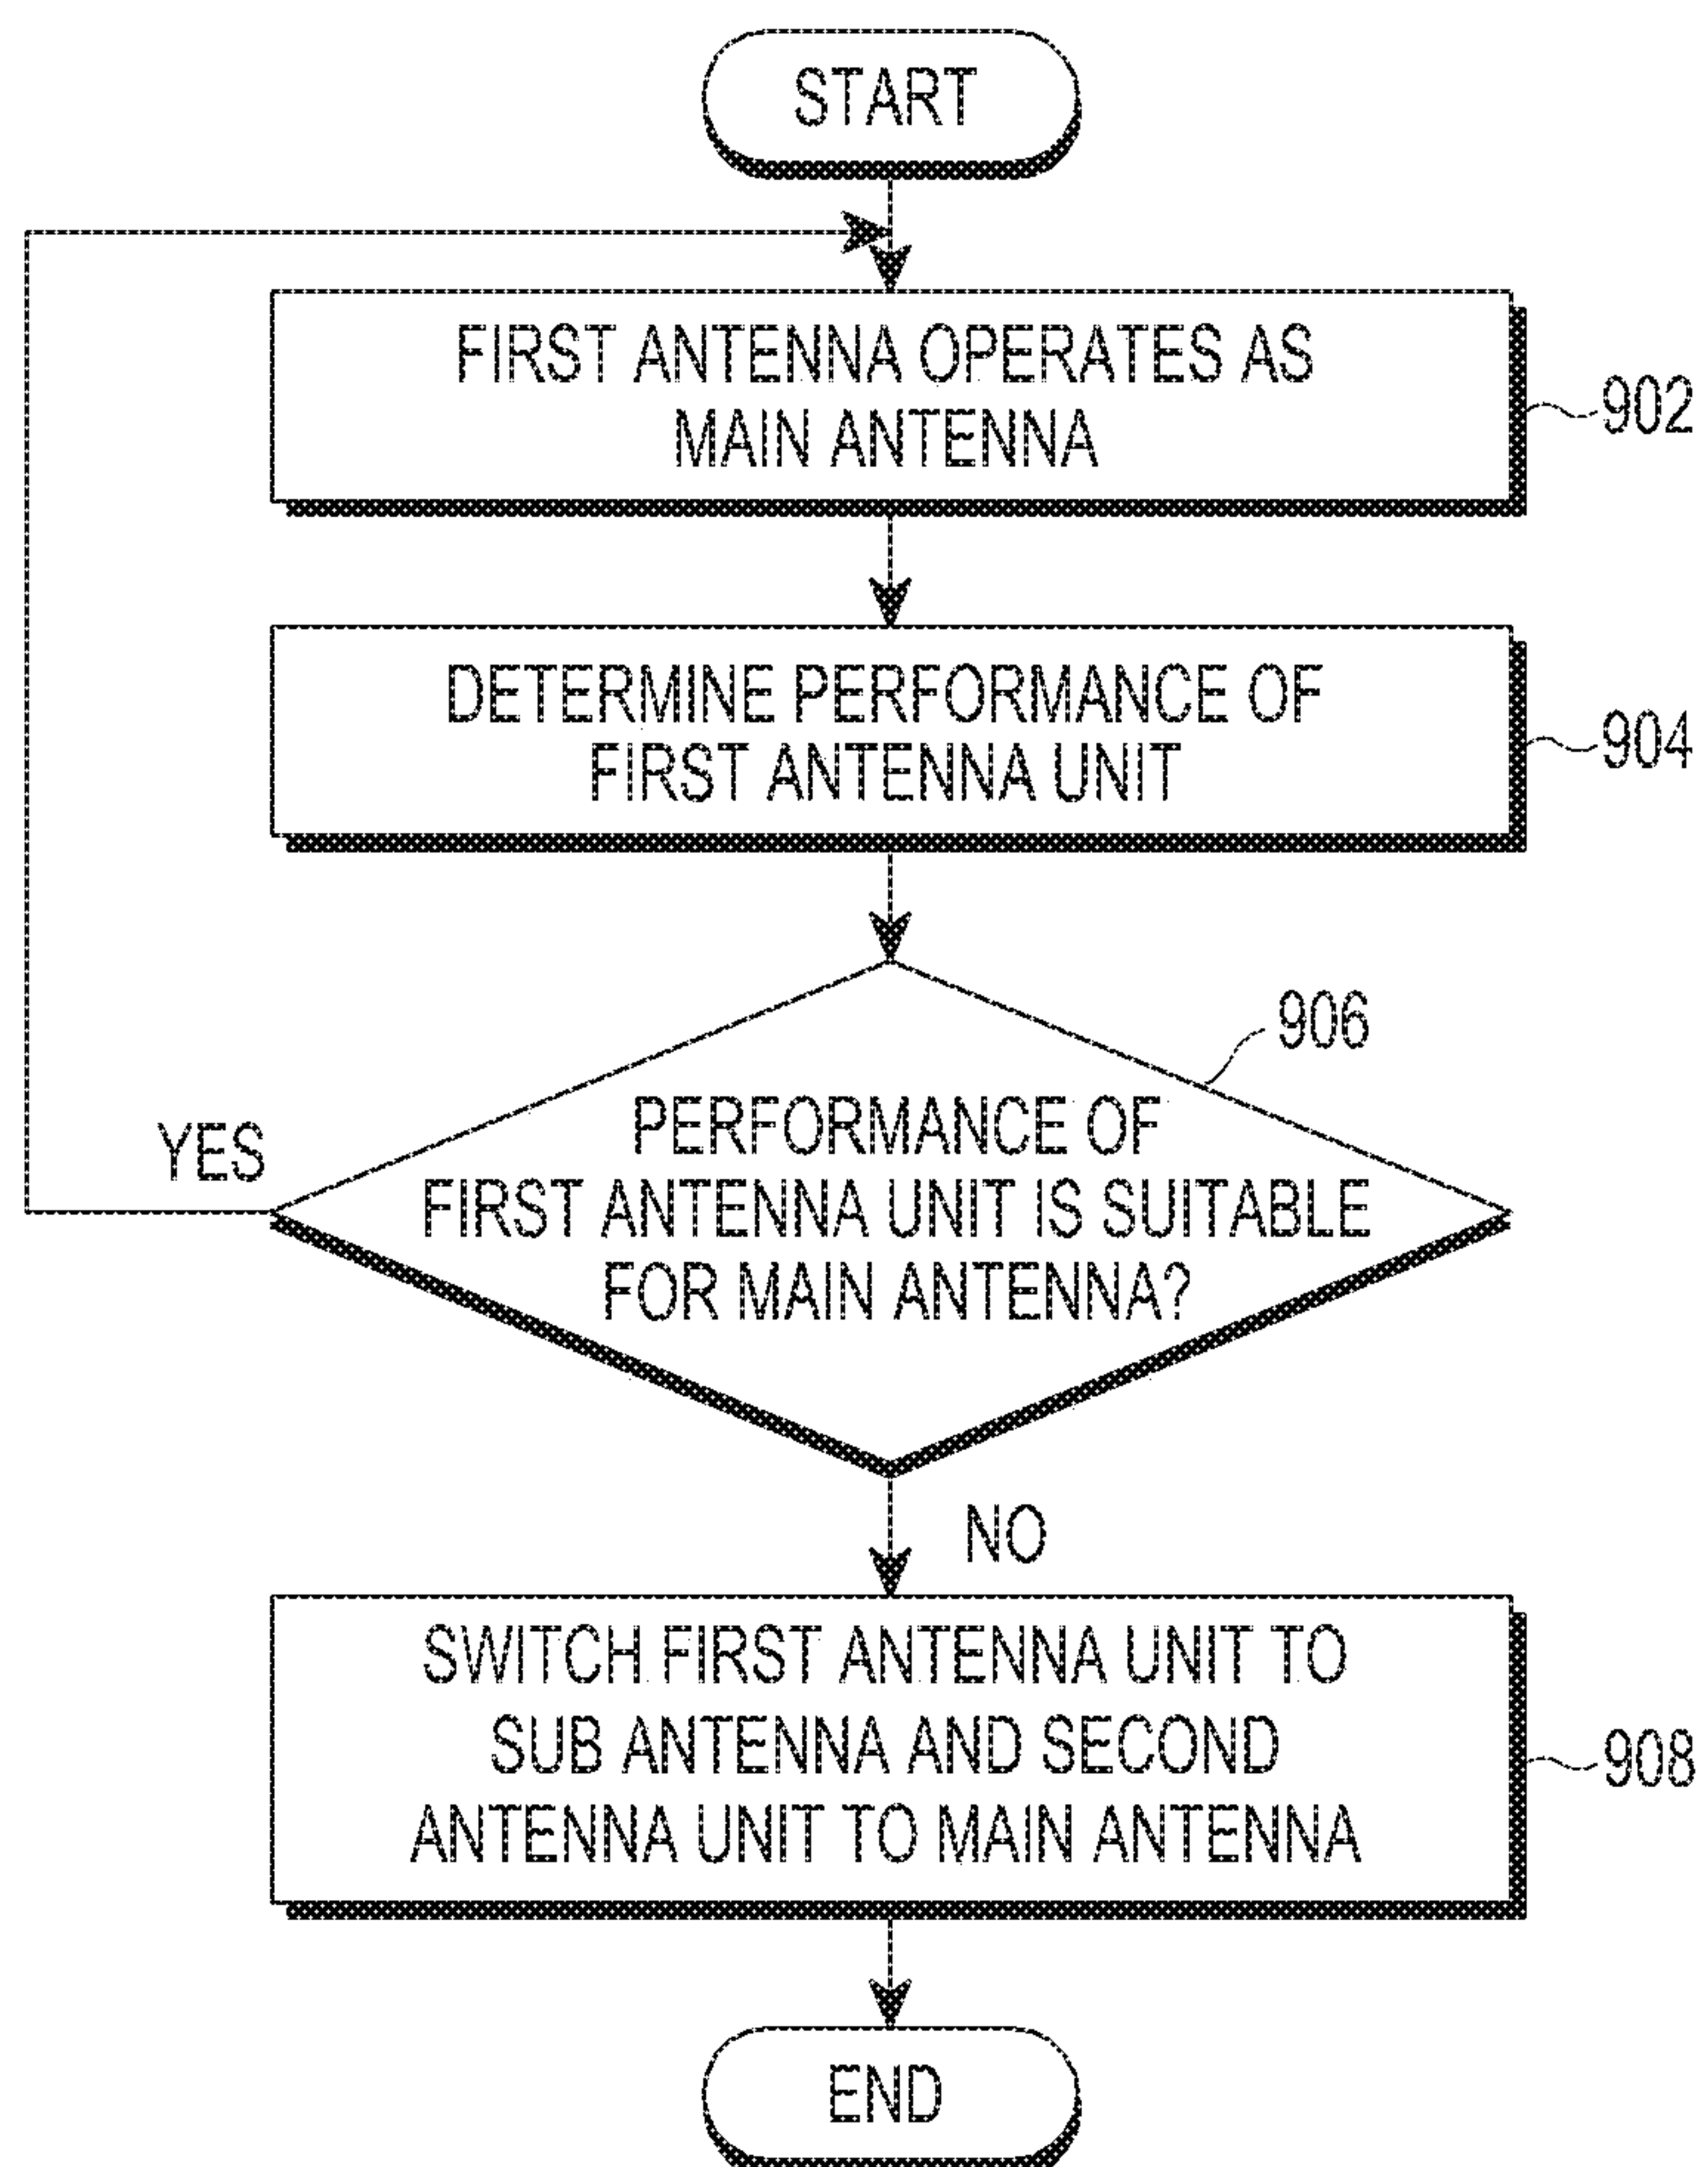 START
FIRST ANTENNA OPERATES AS
MAIN ANTENNA
902
DETERMINE PERFORMANCE OF
FIRST ANTENNA UNIT
904
906
PERFORMANCE OF
FIRST ANTENNA UNIT IS SUITABLE
FOR MAIN ANTENNA?
YES
NO
SWITCH FIRST ANTENNA UNIT TO
SUB ANTENNA AND SECOND
ANTENNA UNIT TO MAIN ANTENNA
908
END